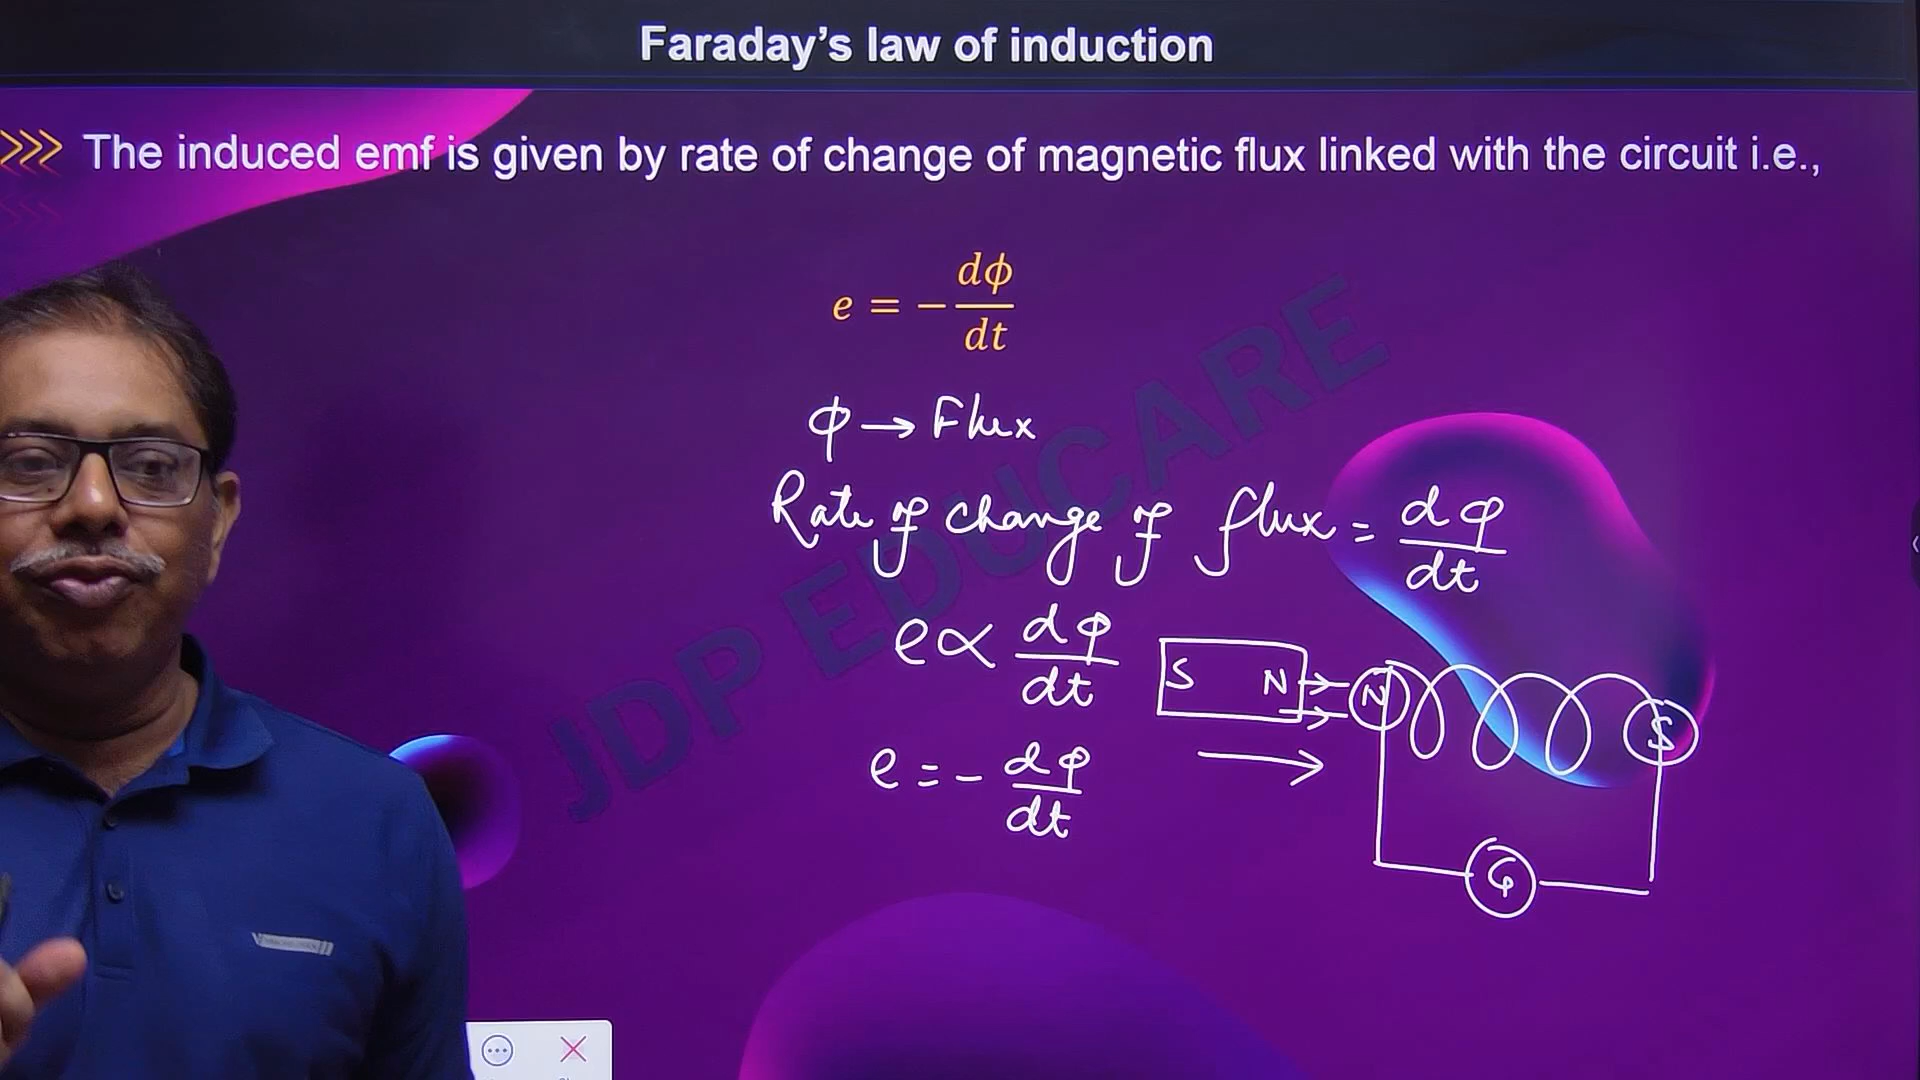 Faraday's law of induction
>>> The induced emf is given by rate of change of magnetic flux linked with the circuit i.e.,
e = − dϕ/dt
ϕ → Flux
Rate of change of flux = dϕ/dt
e ∝ dϕ/dt
S N N S
e = − dϕ/dt
G
JDP EDUCARE